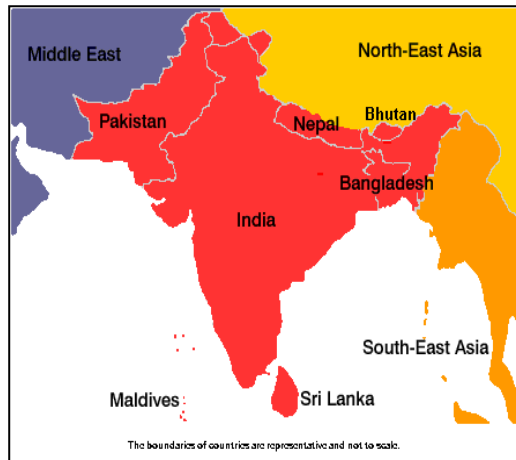 North-East Asia
Middle East
Bhutan
Pakistan
Nepal
Bangladesh
India
South-East Asia
Maldives
Sri Lanka
The boundaries of countries are representative and not to scale.